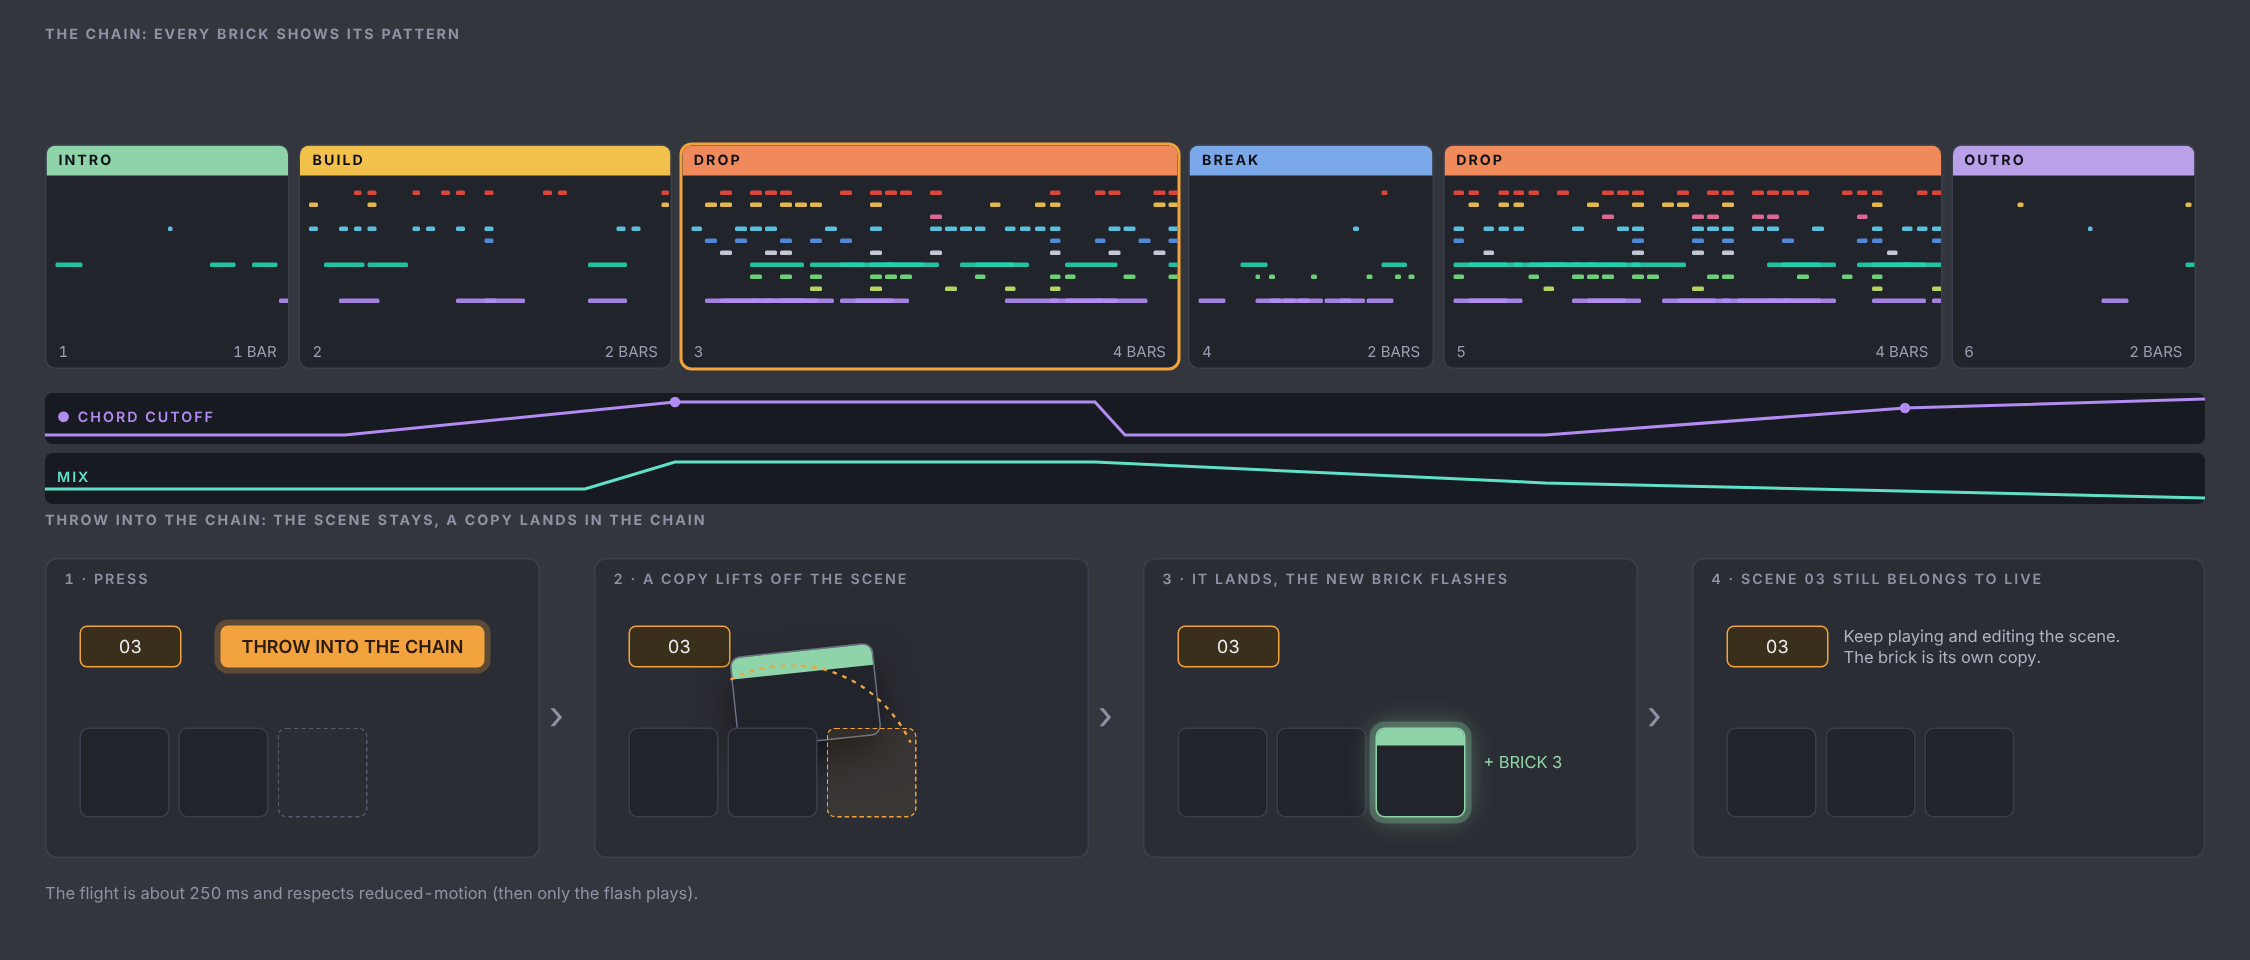 THE CHAIN: EVERY BRICK SHOWS ITS PATTERN
INTRO
BUILD
DROP
BREAK
DROP
OUTRO
1 1 BAR
2 2 BARS
3 4 BARS
4 2 BARS
5 4 BARS
6 2 BARS
CHORD CUTOFF
MIX
THROW INTO THE CHAIN: THE SCENE STAYS, A COPY LANDS IN THE CHAIN
1 · PRESS
03
THROW INTO THE CHAIN
2 · A COPY LIFTS OFF THE SCENE
03
3 · IT LANDS, THE NEW BRICK FLASHES
03
+ BRICK 3
4 · SCENE 03 STILL BELONGS TO LIVE
03
Keep playing and editing the scene.
The brick is its own copy.
The flight is about 250 ms and respects reduced-motion (then only the flash plays).